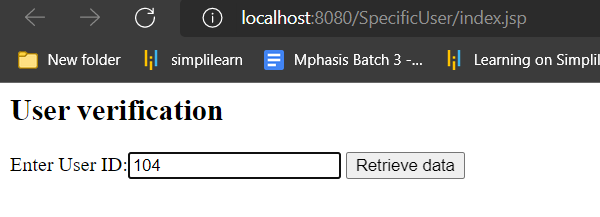 localhost:8080/SpecificUser/index.jsp
New folder simplilearn Mphasis Batch 3 -... Learning on Simpli
User verification
Enter User ID: 104 Retrieve data